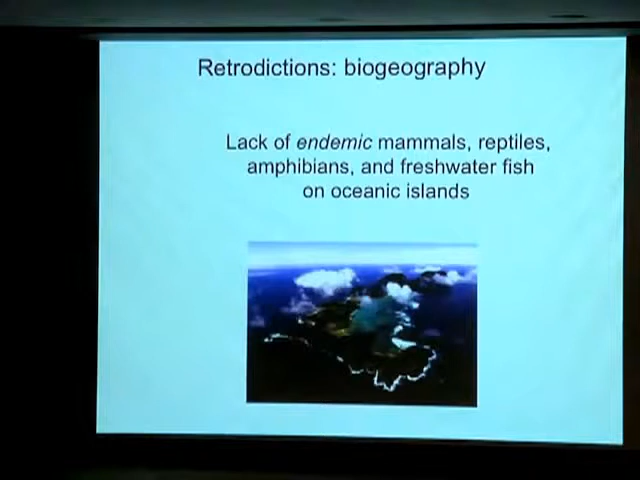 Retrodictions: biogeography
Lack of endemic mammals, reptiles,
amphibians, and freshwater fish
on oceanic islands